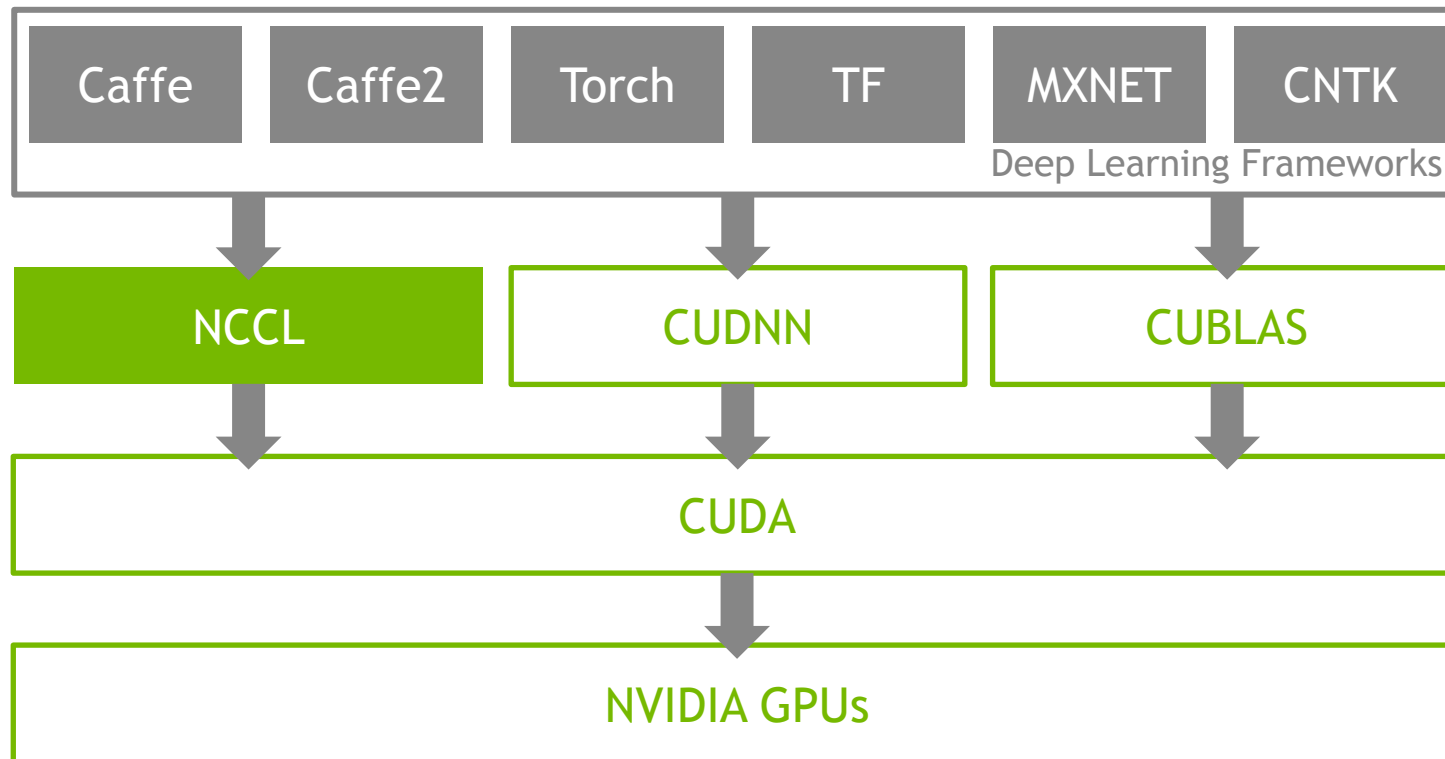 Caffe Caffe2 Torch TF MXNET CNTK
Deep Learning Frameworks
NCCL CUDNN CUBLAS
CUDA
NVIDIA GPUs